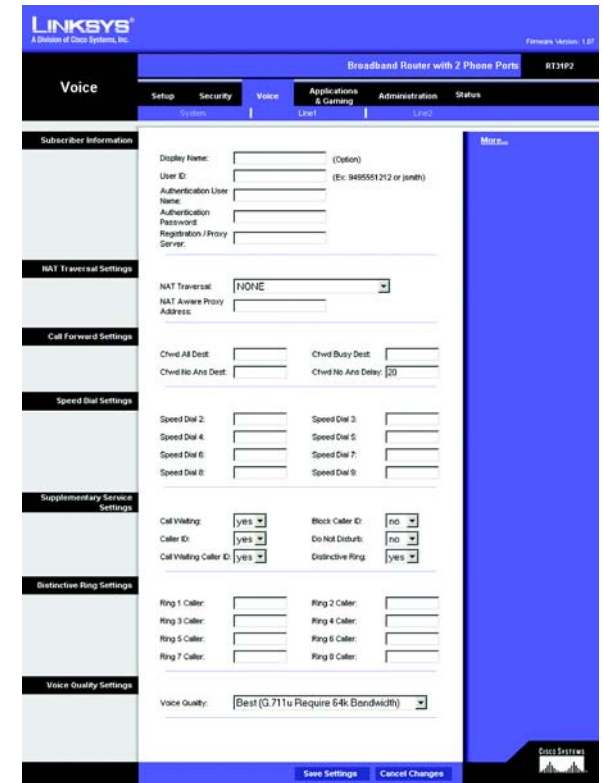 LINKSYS®
A Division of Cisco Systems, Inc.
Firmware Version: 1.07
Broadband Router with 2 Phone Ports RT31P2
Voice
Setup Security Voice Applications & Gaming Administration Status
System Line1 Line2
Subscriber Information
More...
Display Name: (Option)
User ID: (Ex: 9495551212 or jsmith)
Authentication User Name:
Authentication Password:
Registration / Proxy Server:
NAT Traversal Settings
NAT Traversal: NONE
NAT Aware Proxy Address:
Call Forward Settings
Cfwd All Dest: Cfwd Busy Dest:
Cfwd No Ans Dest: Cfwd No Ans Delay: 20
Speed Dial Settings
Speed Dial 2: Speed Dial 3:
Speed Dial 4: Speed Dial 5:
Speed Dial 6: Speed Dial 7:
Speed Dial 8: Speed Dial 9:
Supplementary Service Settings
Call Waiting: yes Block Caller ID: no
Caller ID: yes Do Not Disturb: no
Call Waiting Caller ID: yes Distinctive Ring: yes
Distinctive Ring Settings
Ring 1 Caller: Ring 2 Caller:
Ring 3 Caller: Ring 4 Caller:
Ring 5 Caller: Ring 6 Caller:
Ring 7 Caller: Ring 8 Caller:
Voice Quality Settings
Voice Quality: Best (G.711u Require 64k Bandwidth)
Save Settings Cancel Changes
CISCO SYSTEMS